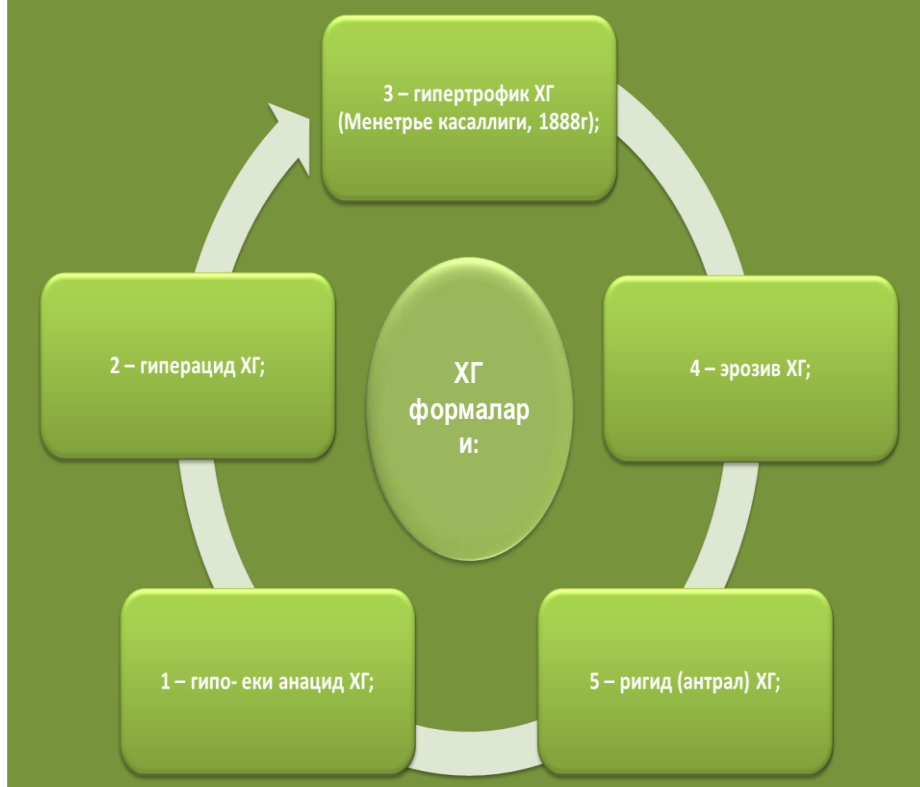 3 – гипертрофик ХГ
(Менетрье касаллиги, 1888г);
2 – гиперацид ХГ;
4 – эрозив ХГ;
ХГ
формалар
и:
1 – гипо- еки анацид ХГ;
5 – ригид (антрал) ХГ;